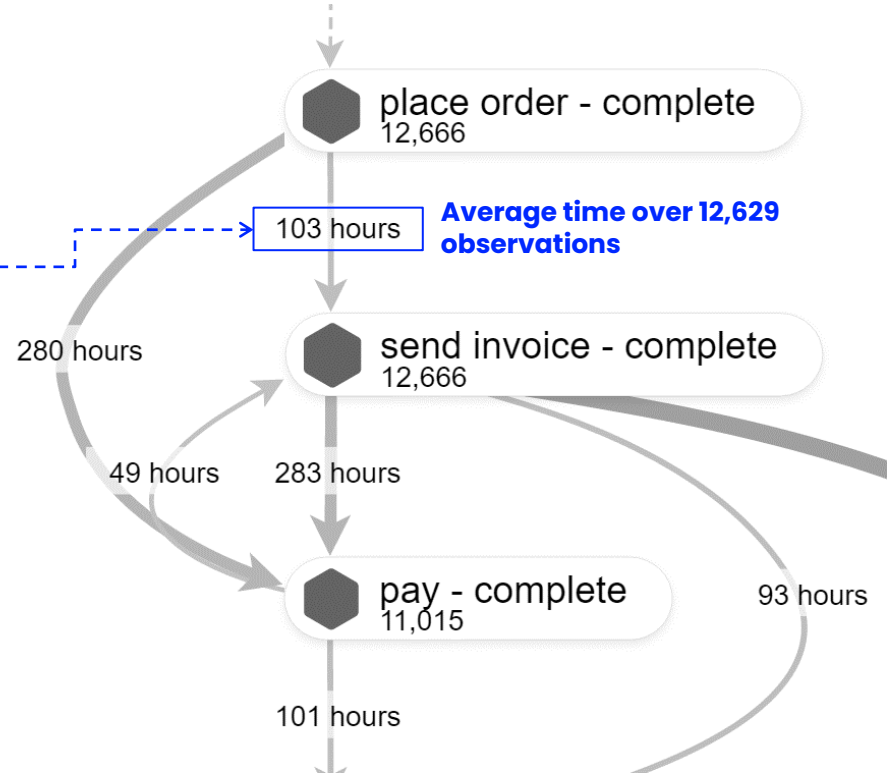 place order - complete
12,666
103 hours
Average time over 12,629
observations
280 hours
send invoice - complete
12,666
49 hours
283 hours
pay - complete
11,015
93 hours
101 hours